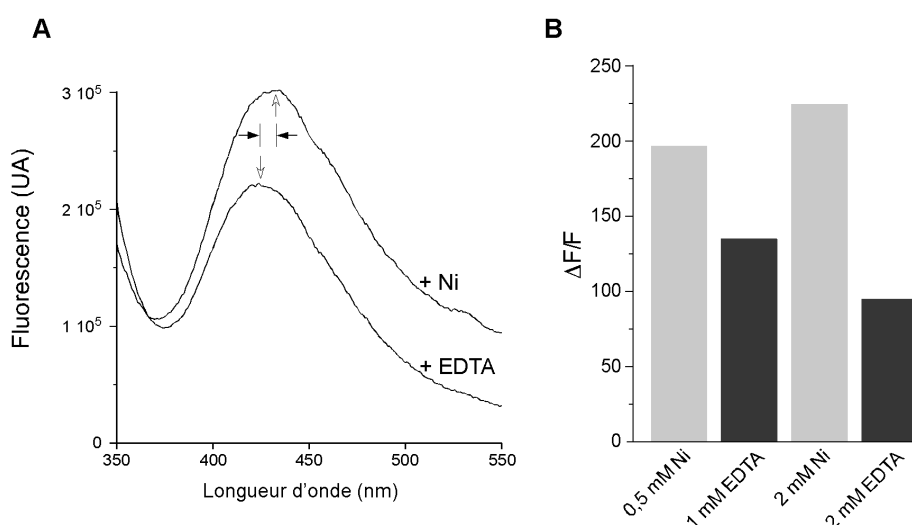 A
B
Fluorescence (UA)
3 10⁵
2 10⁵
1 10⁵
0
+ Ni
+ EDTA
350 400 450 500 550
Longueur d'onde (nm)
ΔF/F
250
200
150
100
50
0
0,5 mM Ni
1 mM EDTA
2 mM Ni
2 mM EDTA